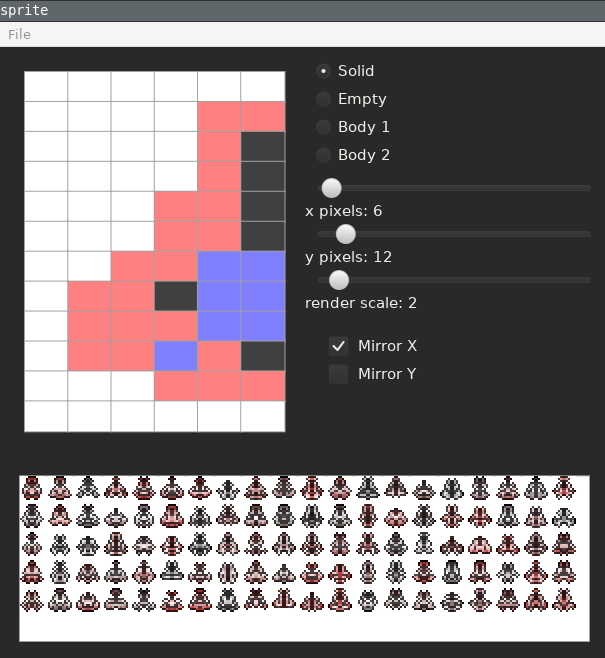 sprite
File
Solid
Empty
Body 1
Body 2
x pixels: 6
y pixels: 12
render scale: 2
Mirror X
Mirror Y